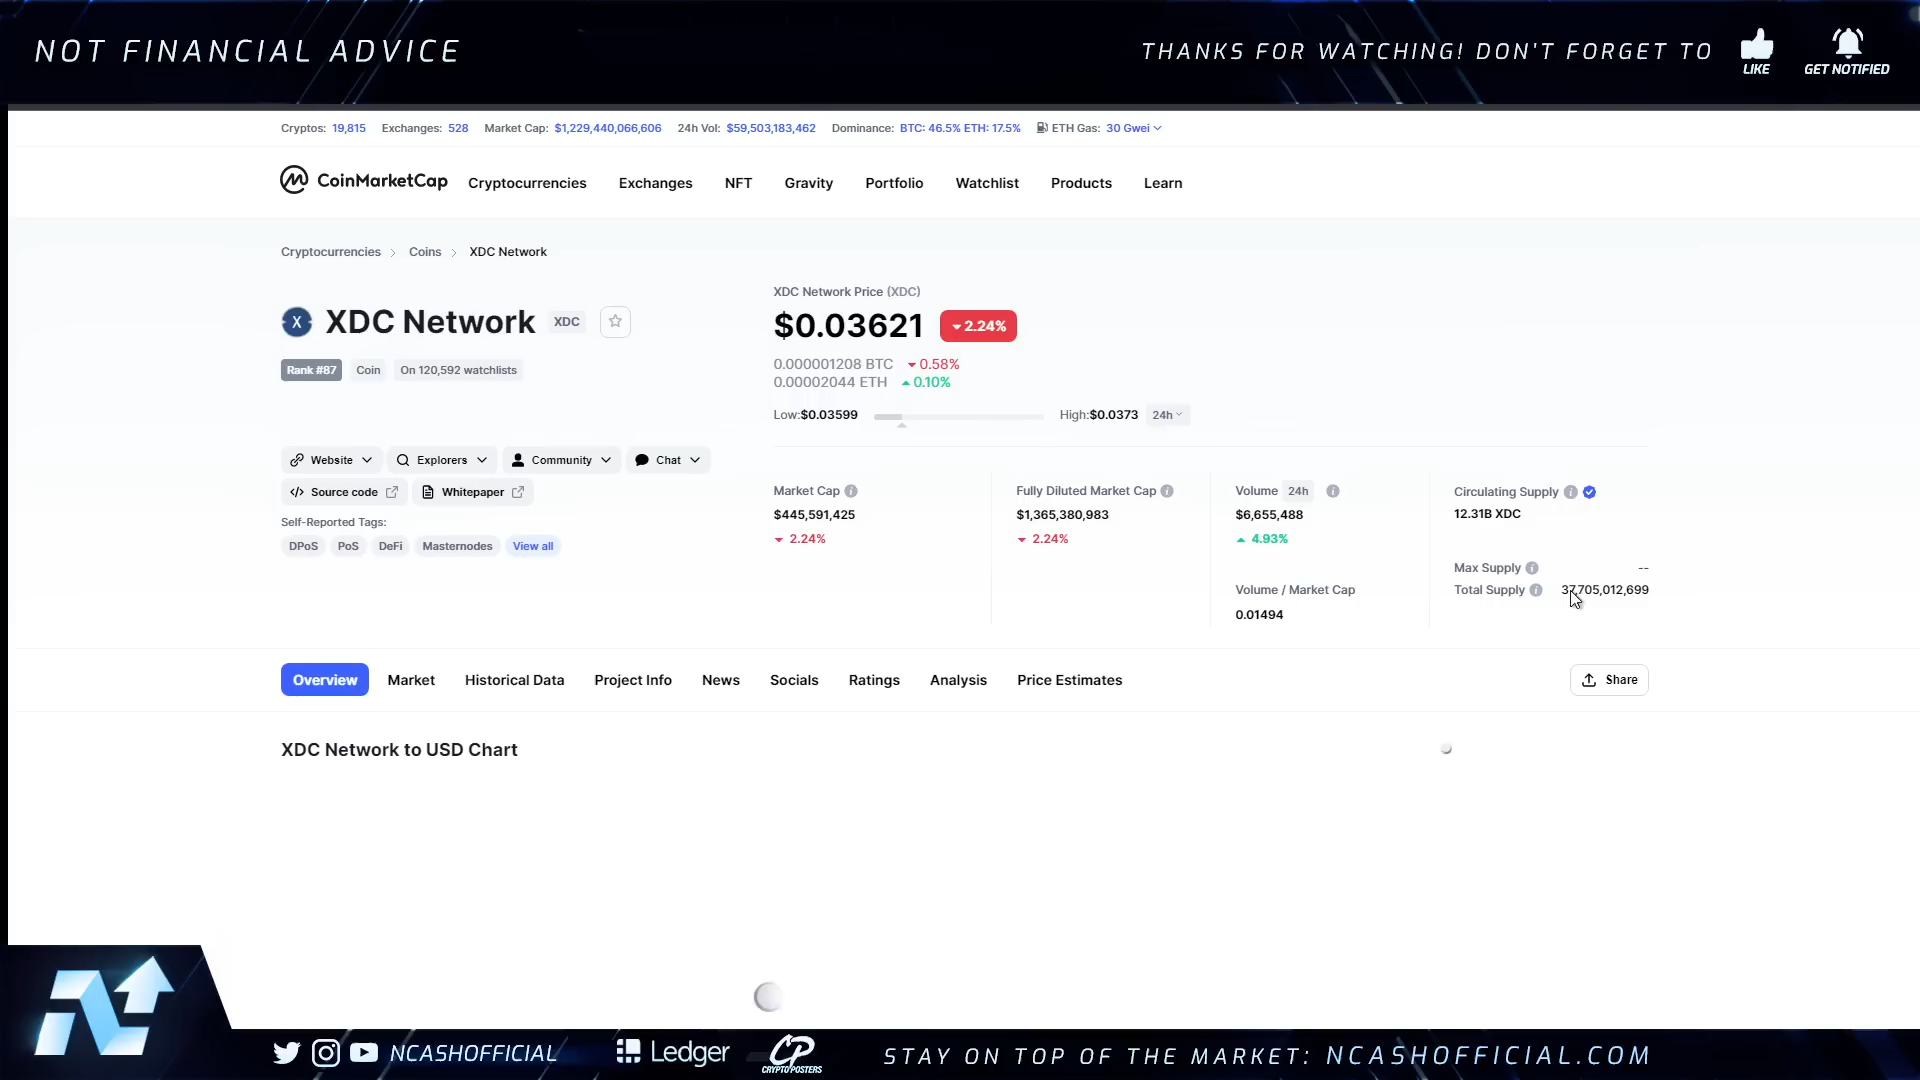 NOT FINANCIAL ADVICE
THANKS FOR WATCHING! DON'T FORGET TO
LIKE
GET NOTIFIED
Cryptos: 19,815 Exchanges: 528 Market Cap: $1,229,440,066,606 24h Vol: $59,503,183,462 Dominance: BTC: 46.5% ETH: 17.5% ETH Gas: 30 Gwei
CoinMarketCap Cryptocurrencies Exchanges NFT Gravity Portfolio Watchlist Products Learn
Cryptocurrencies Coins XDC Network
XDC Network Price (XDC)
X XDC Network XDC
$0.03621 2.24%
Rank #87 Coin On 120,592 watchlists
0.000001208 BTC 0.58%
0.00002044 ETH 0.10%
Low:$0.03599 High:$0.0373 24h
Website Explorers Community Chat
Source code Whitepaper
Self-Reported Tags:
DPoS PoS DeFi Masternodes View all
Market Cap
$445,591,425
2.24%
Fully Diluted Market Cap
$1,365,380,983
2.24%
Volume 24h
$6,655,488
4.93%
Volume / Market Cap
0.01494
Circulating Supply
12.31B XDC
Max Supply --
Total Supply 37,705,012,699
Overview Market Historical Data Project Info News Socials Ratings Analysis Price Estimates Share
XDC Network to USD Chart
NCASHOFFICIAL
Ledger
CP
CRYPTOPOSTERS
STAY ON TOP OF THE MARKET: NCASHOFFICIAL.COM